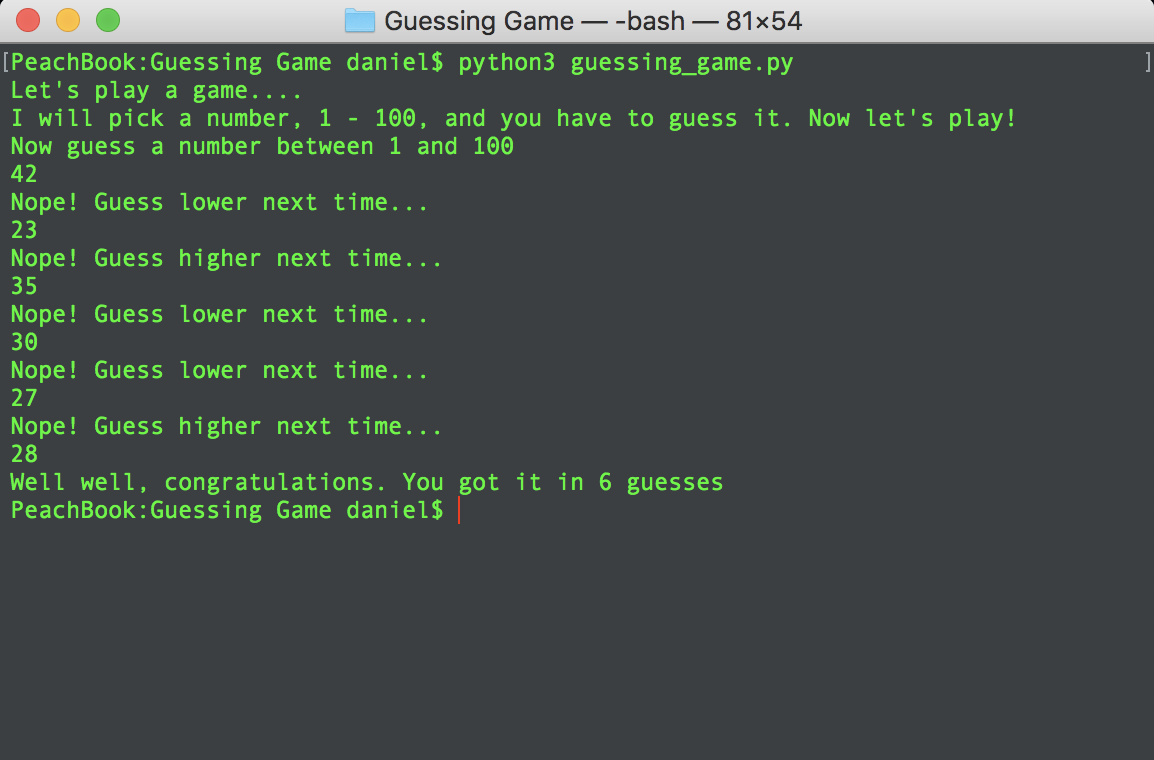 Guessing Game — -bash — 81×54
[PeachBook:Guessing Game daniel$ python3 guessing_game.py ]
Let's play a game....
I will pick a number, 1 - 100, and you have to guess it. Now let's play!
Now guess a number between 1 and 100
42
Nope! Guess lower next time...
23
Nope! Guess higher next time...
35
Nope! Guess lower next time...
30
Nope! Guess lower next time...
27
Nope! Guess higher next time...
28
Well well, congratulations. You got it in 6 guesses
PeachBook:Guessing Game daniel$